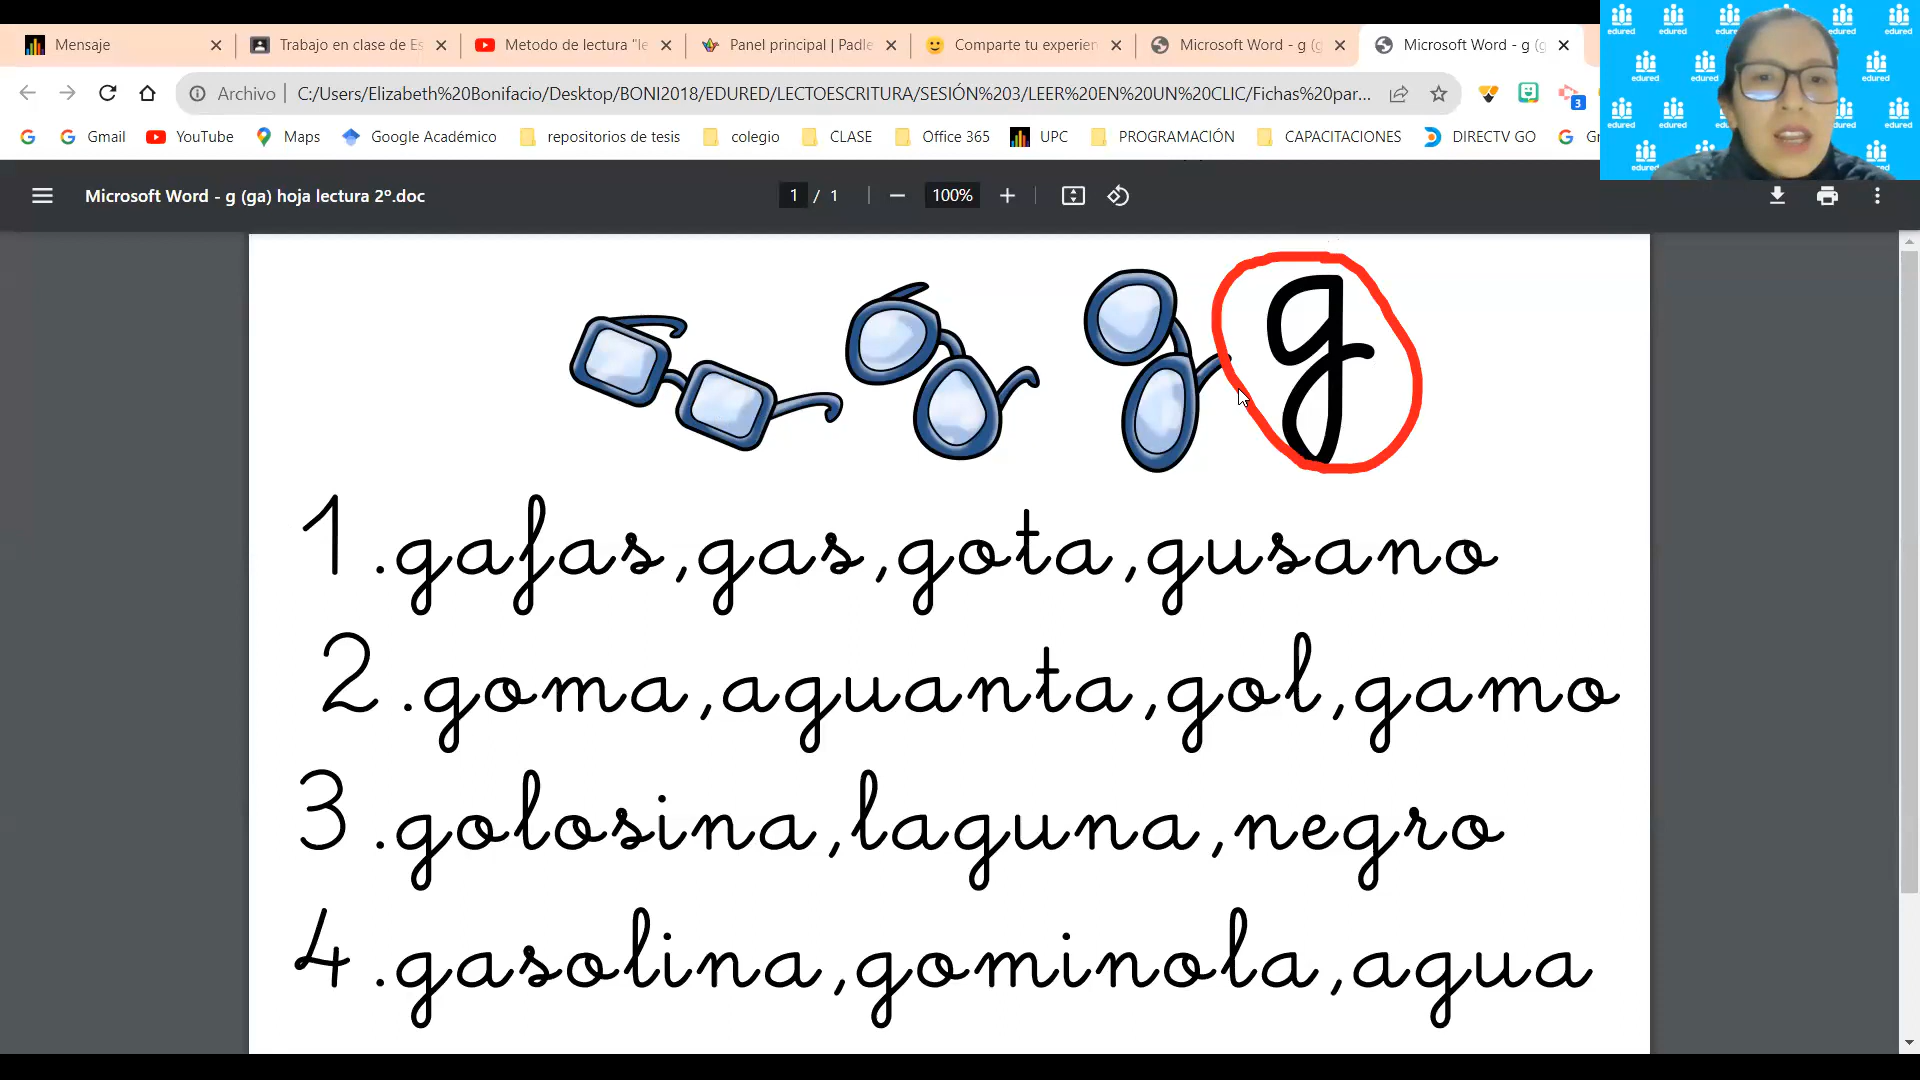 Mensaje
Trabajo en clase de Es
Metodo de lectura "le
Panel principal | Padle
Comparte tu experien
Microsoft Word - g (g
Microsoft Word - g (g
Archivo C:/Users/Elizabeth%20Bonifacio/Desktop/BONI2018/EDURED/LECTOESCRITURA/SESIÓN%203/LEER%20EN%20UN%20CLIC/Fichas%20par... 3
Gmail YouTube Maps Google Académico repositorios de tesis colegio CLASE Office 365 UPC PROGRAMACIÓN CAPACITACIONES DIRECTV GO
Microsoft Word - g (ga) hoja lectura 2º.doc 1 / 1 100%
edured
g
1.gafas,gas,gota,gusano
2.goma,aguanta,gol,gamo
3.golosina,laguna,negro
4.gasolina,gominola,agua